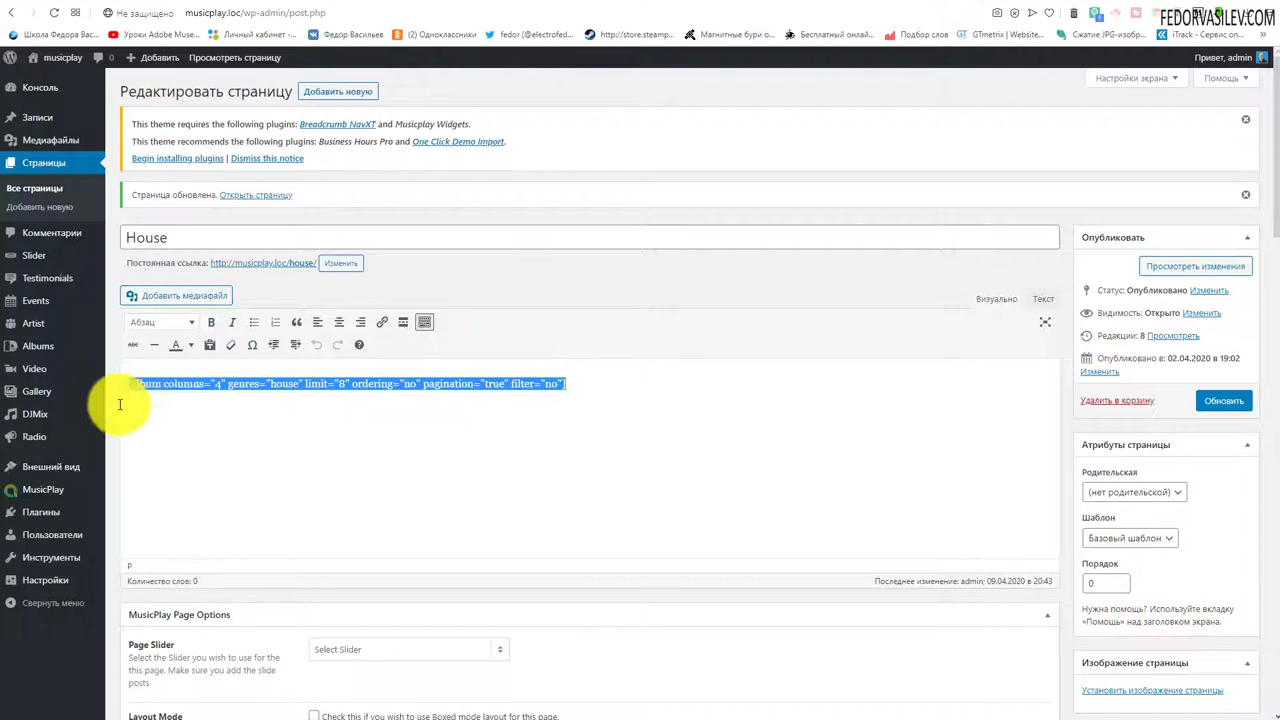 Не защищено musicplay.loc/wp-admin/post.php
FEDORVASILEV.COM
Школа Федора Вас... Уроки Adobe Muse... Личный кабинет -... Федор Васильев (2) Одноклассники fedor (@electrofed... http://store.steamp... Магнитные бури о... Бесплатный онлай... Подбор слов GTmetrix | Website... Сжатие JPG-изобр... iTrack - Сервис оп...
musicplay 0 Добавить Просмотреть страницу Привет, admin
Консоль
Записи
Медиафайлы
Страницы
Все страницы
Добавить новую
Комментарии
Slider
Testimonials
Events
Artist
Albums
Video
Gallery
DJMix
Radio
Внешний вид
MusicPlay
Плагины
Пользователи
Инструменты
Настройки
Свернуть меню
Настройки экрана Помощь
Редактировать страницу Добавить новую
This theme requires the following plugins: Breadcrumb NavXT and Musicplay Widgets.
This theme recommends the following plugins: Business Hours Pro and One Click Demo Import.
Begin installing plugins | Dismiss this notice
Страница обновлена. Открыть страницу
House
Постоянная ссылка: http://musicplay.loc/house/ Изменить
Добавить медиафайл
Визуально Текст
Абзац
ABC A
[album columns="4" genres="house" limit="8" ordering="no" pagination="true" filter="no"]
P
Количество слов: 0 Последнее изменение: admin; 09.04.2020 в 20:43
MusicPlay Page Options
Page Slider
Select the Slider you wish to use for the
this page. Make sure you add the slide
posts
Select Slider
Layout Mode Check this if you wish to use Boxed mode layout for this page.
Опубликовать
Просмотреть изменения
Статус: Опубликовано Изменить
Видимость: Открыто Изменить
Редакции: 8 Просмотреть
Опубликовано в: 02.04.2020 в 19:02
Изменить
Удалить в корзину Обновить
Атрибуты страницы
Родительская
(нет родительской)
Шаблон
Базовый шаблон
Порядок
0
Нужна помощь? Используйте вкладку
«Помощь» над заголовком экрана.
Изображение страницы
Установить изображение страницы